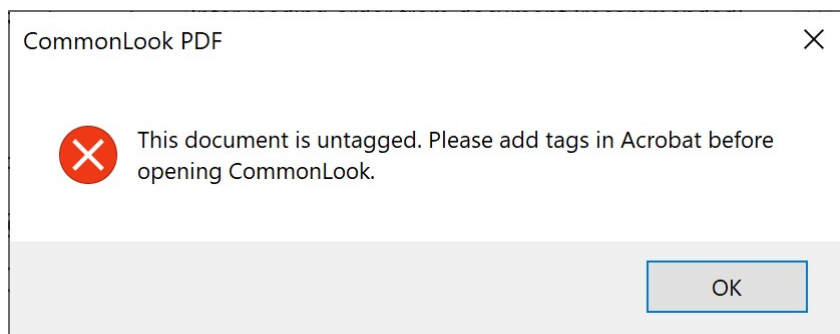 CommonLook PDF
This document is untagged. Please add tags in Acrobat before
opening CommonLook.
OK